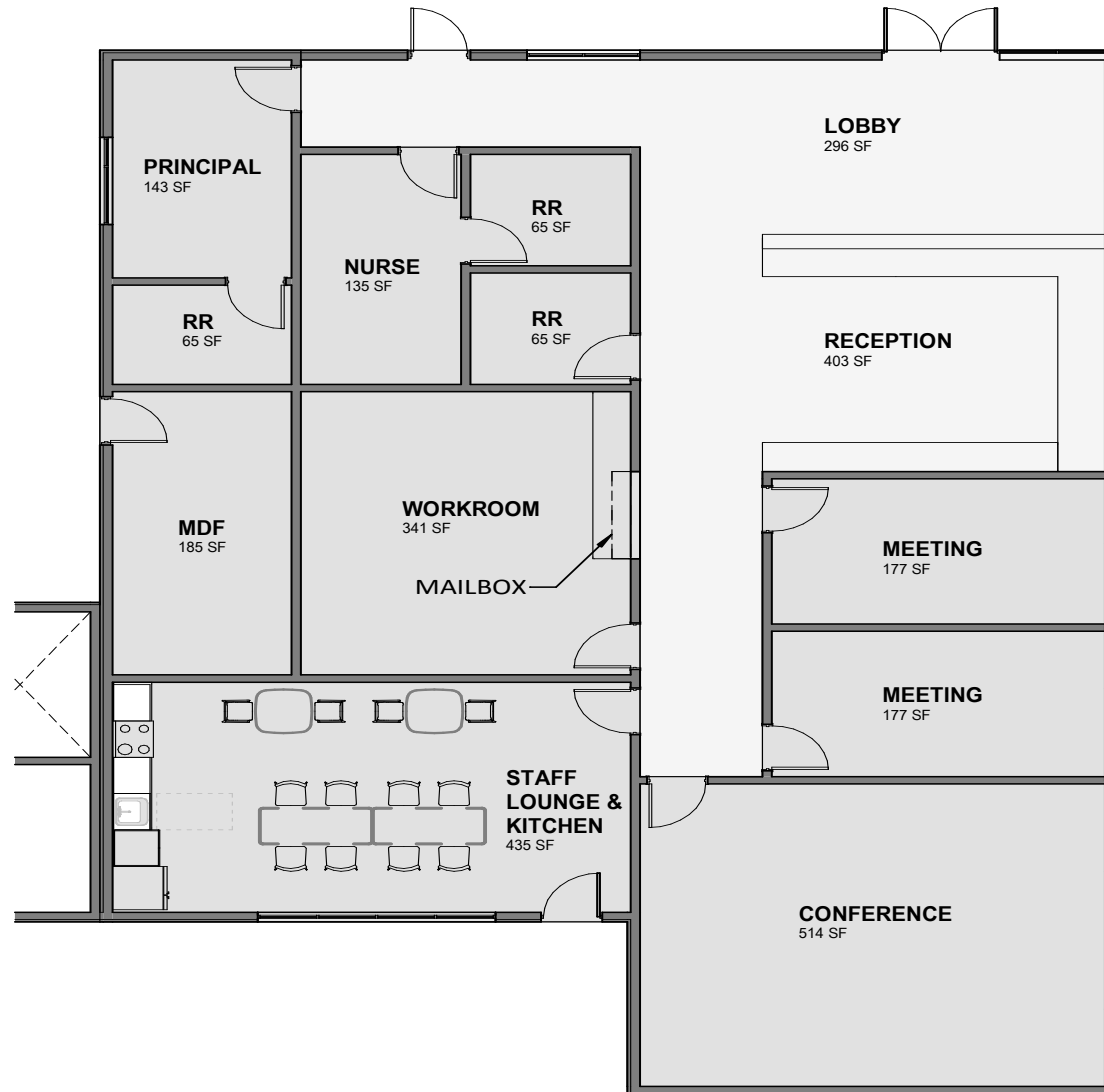 LOBBY
296 SF
PRINCIPAL
143 SF
RR
65 SF
NURSE
135 SF
RR
65 SF
RR
65 SF
RECEPTION
403 SF
WORKROOM
341 SF
MDF
185 SF
MEETING
177 SF
MAILBOX
MEETING
177 SF
STAFF
LOUNGE &
KITCHEN
435 SF
CONFERENCE
514 SF